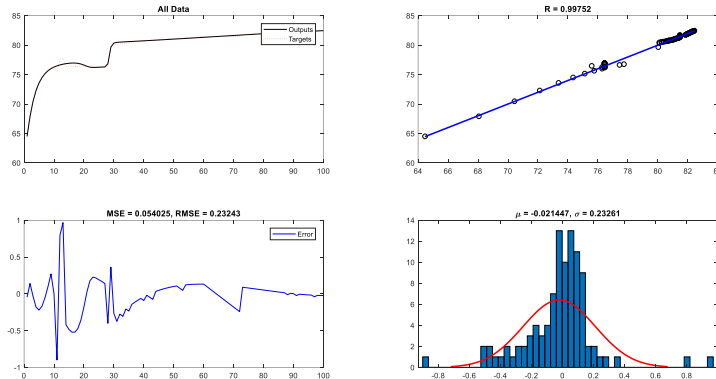 All Data
85
80
75
70
65
60
0 10 20 30 40 50 60 70 80 90 100
Outputs
Targets
R = 0.99752
85
80
75
70
65
60
64 66 68 70 72 74 76 78 80 82 84
MSE = 0.054025, RMSE = 0.23243
1
0.5
0
-0.5
-1
0 10 20 30 40 50 60 70 80 90 100
Error
μ = -0.021447, σ = 0.23261
14
12
10
8
6
4
2
0
-0.8 -0.6 -0.4 -0.2 0 0.2 0.4 0.6 0.8